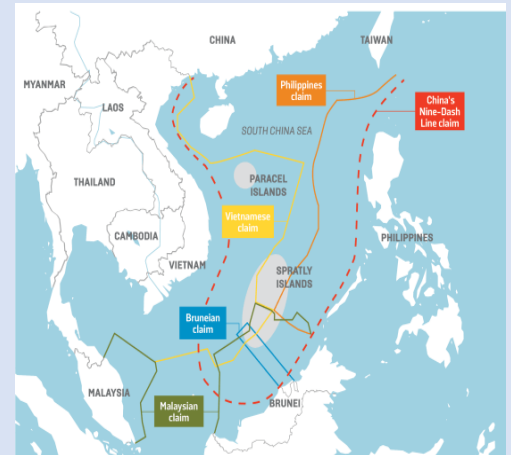 CHINA
TAIWAN
Philippines
claim
MYANMAR
China's
Nine-Dash
Line claim
LAOS
SOUTH CHINA SEA
THAILAND
PARACEL
ISLANDS
Vietnamese
claim
CAMBODIA
PHILIPPINES
VIETNAM
SPRATLY
ISLANDS
Bruneian
claim
MALAYSIA
Malaysian
claim
BRUNEI